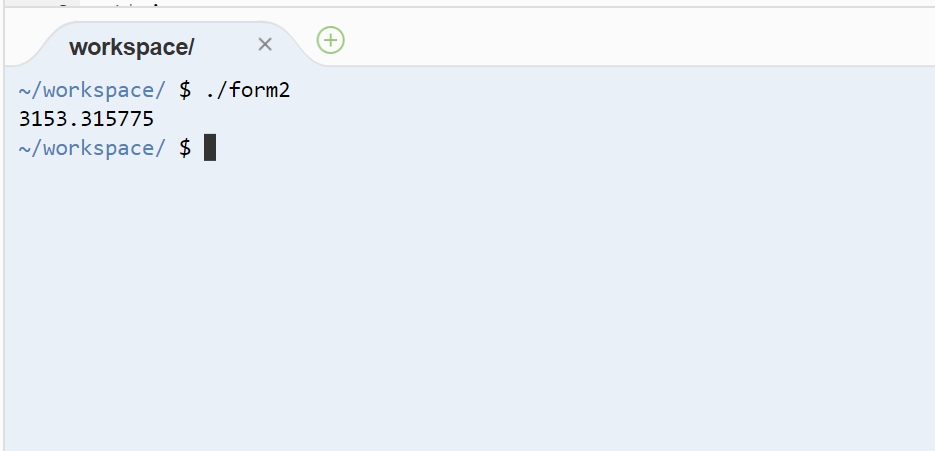 workspace/
~/workspace/ $ ./form2
3153.315775
~/workspace/ $